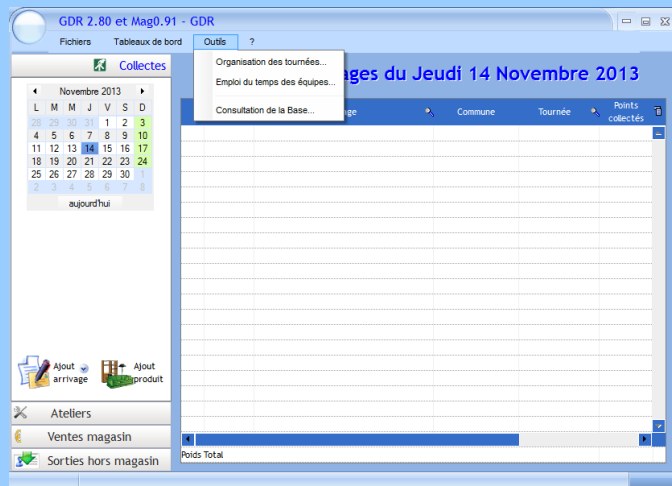 GDR 2.80 et Mag0.91 - GDR
Fichiers Tableaux de bord Outils ?
Collectes
Organisation des tournées...
Emploi du temps des équipes...
Consultation de la Base...
ages du Jeudi 14 Novembre 2013
Novembre 2013
L M M J V S D
28 29 30 31 1 2 3
4 5 6 7 8 9 10
11 12 13 14 15 16 17
18 19 20 21 22 23 24
25 26 27 28 29 30 1
2 3 4 5 6 7 8
aujourd'hui
age Commune Tournée Points collectés
Ajout arrivage
Ajout produit
Ateliers
Ventes magasin
Sorties hors magasin
Poids Total